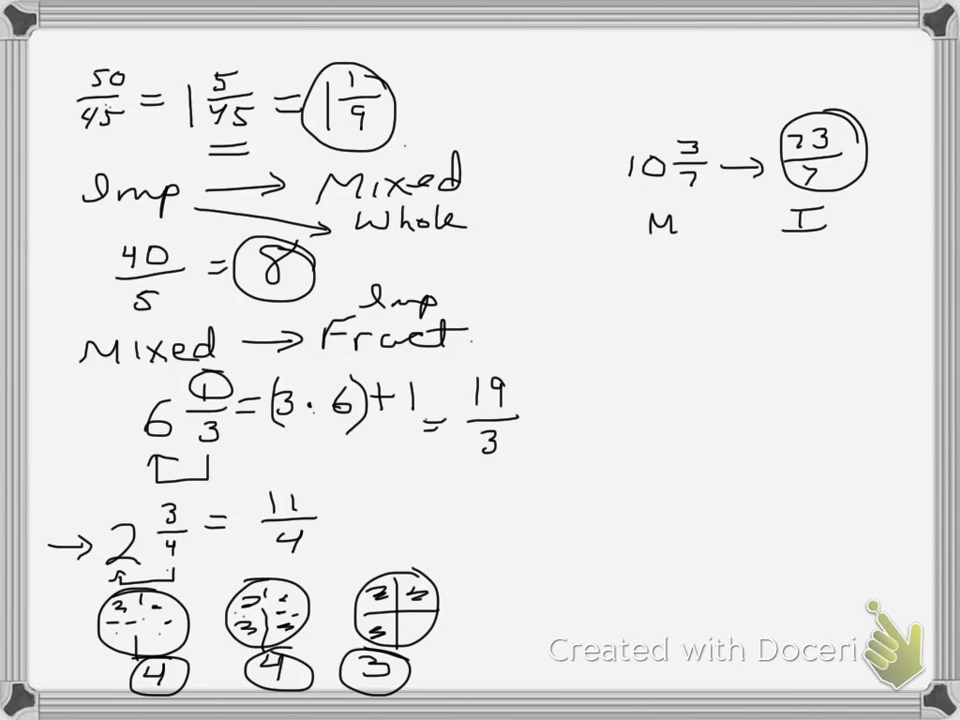 50/45 = 1 5/45 = 1 1/9
Imp → Mixed
Whole
40/5 = 8
Imp
Mixed → Fract.
6 1/3 = (3 · 6) + 1 = 19/3
→ 2 3/4 = 11/4
4 4 3
10 3/7 → 73/7
M I
Created with Doceri